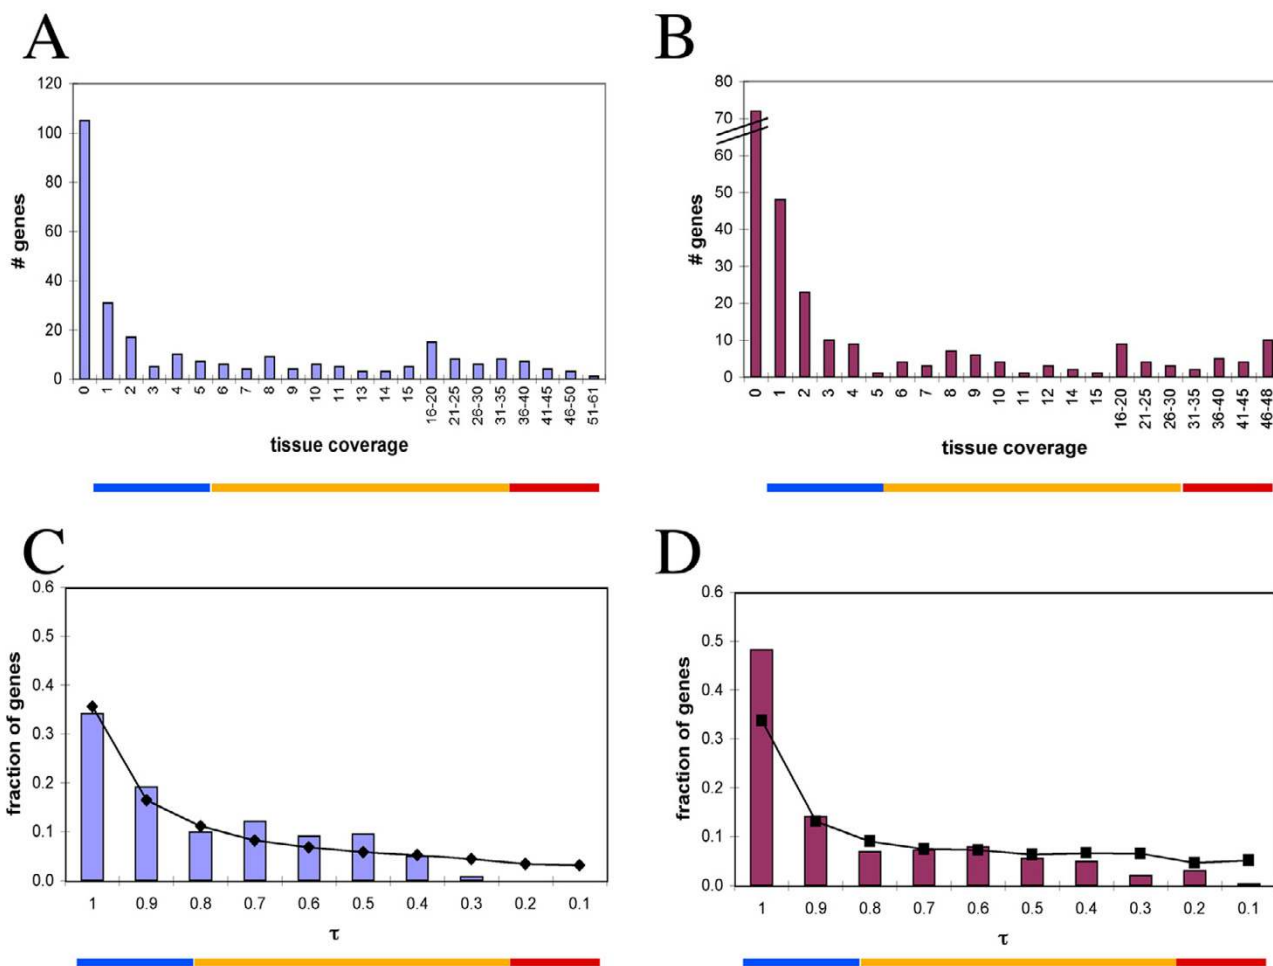 A
120
100
80
60
40
20
0
# genes
0 1 2 3 4 5 6 7 8 9 10 11 13 14 15 16-20 21-25 26-30 31-35 36-40 41-45 46-50 51-61
tissue coverage
B
80
70
60
50
40
30
20
10
0
# genes
0 1 2 3 4 5 6 7 8 9 10 11 12 14 15 16-20 21-25 26-30 31-35 36-40 41-45 46-48
tissue coverage
C
0.6
0.5
0.4
0.3
0.2
0.1
0.0
fraction of genes
1 0.9 0.8 0.7 0.6 0.5 0.4 0.3 0.2 0.1
τ
D
0.6
0.5
0.4
0.3
0.2
0.1
0.0
fraction of genes
1 0.9 0.8 0.7 0.6 0.5 0.4 0.3 0.2 0.1
τ